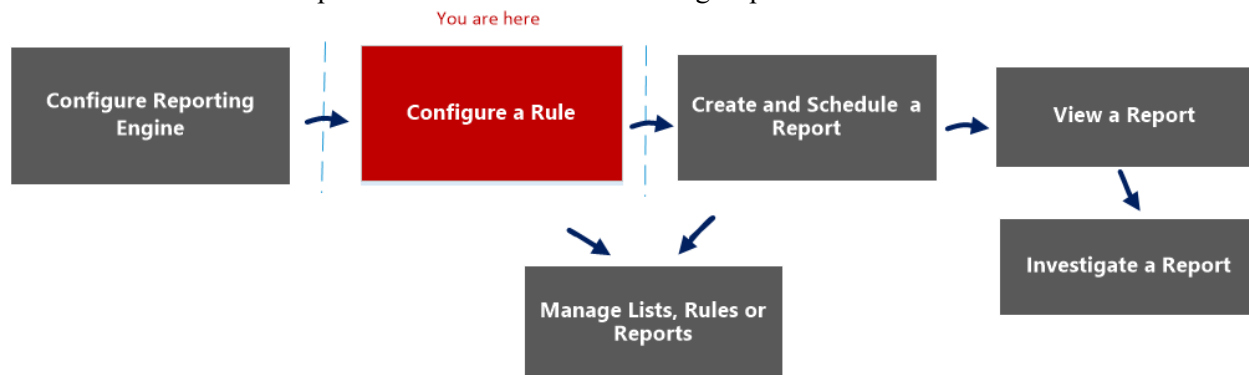 You are here
Configure Reporting
Engine
Configure a Rule
Create and Schedule a
Report
View a Report
Investigate a Report
Manage Lists, Rules or
Reports